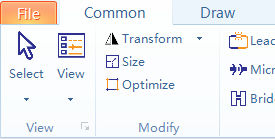 File Common Draw
Select View
Transform
Size
Optimize
View Modify